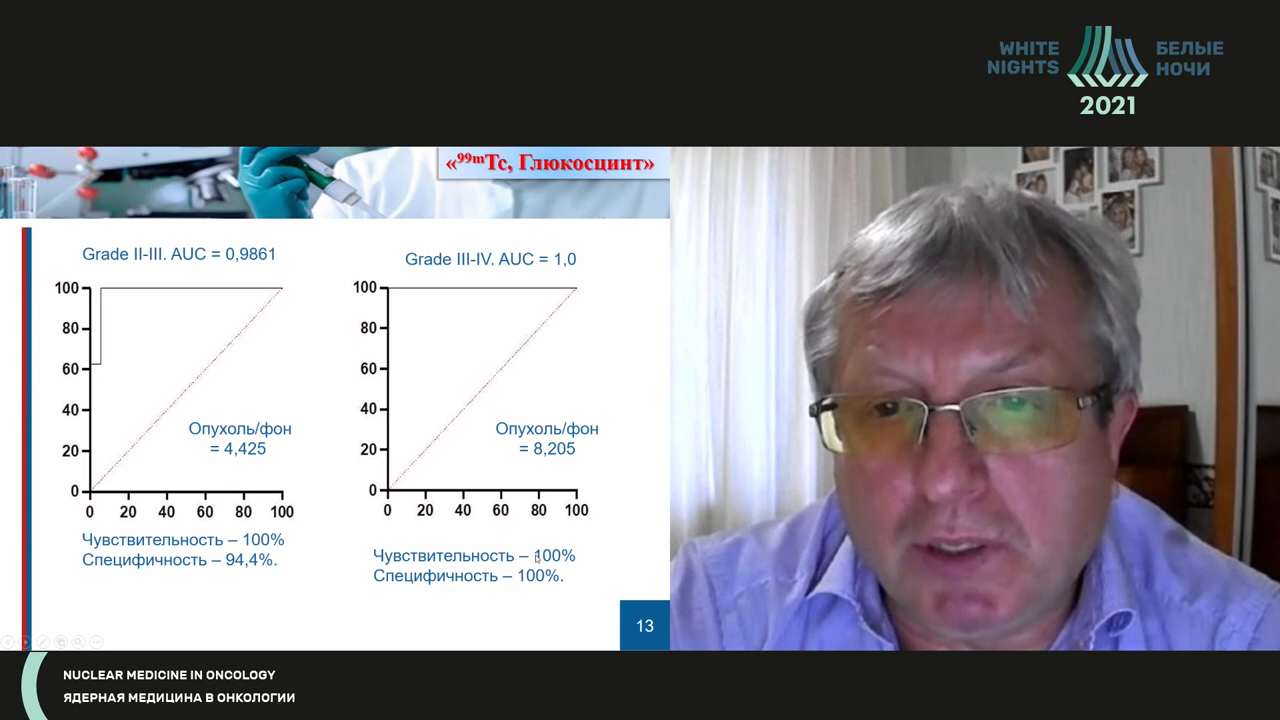 WHITE
NIGHTS
БЕЛЫЕ
НОЧИ
2021
«⁹⁹ᵐTc, Глюкосцинт»
Grade II-III. AUC = 0,9861
100
80
60
40
20
0
0 20 40 60 80 100
Опухоль/фон
= 4,425
Чувствительность – 100%
Специфичность – 94,4%.
Grade III-IV. AUC = 1,0
100
80
60
40
20
0
0 20 40 60 80 100
Опухоль/фон
= 8,205
Чувствительность – 100%
Специфичность – 100%.
13
NUCLEAR MEDICINE IN ONCOLOGY
ЯДЕРНАЯ МЕДИЦИНА В ОНКОЛОГИИ